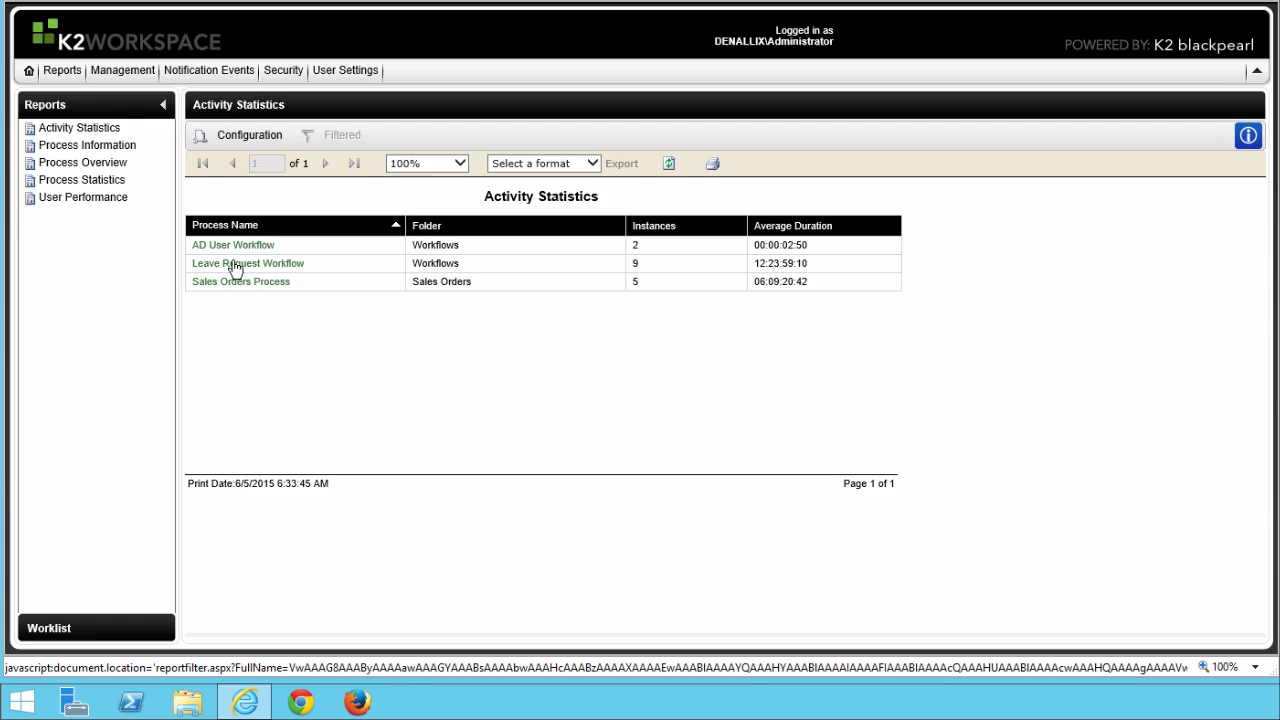 K2WORKSPACE
Logged in as
DENALLIX\Administrator
POWERED BY: K2 blackpearl
Reports Management Notification Events Security User Settings
Reports
Activity Statistics
Process Information
Process Overview
Process Statistics
User Performance
Activity Statistics
Configuration Filtered
1 of 1 100% Select a format Export
Activity Statistics
Process Name Folder Instances Average Duration
AD User Workflow Workflows 2 00:00:02:50
Leave Request Workflow Workflows 9 12:23:59:10
Sales Orders Process Sales Orders 5 06:09:20:42
Print Date:6/5/2015 6:33:45 AM Page 1 of 1
Worklist
100%